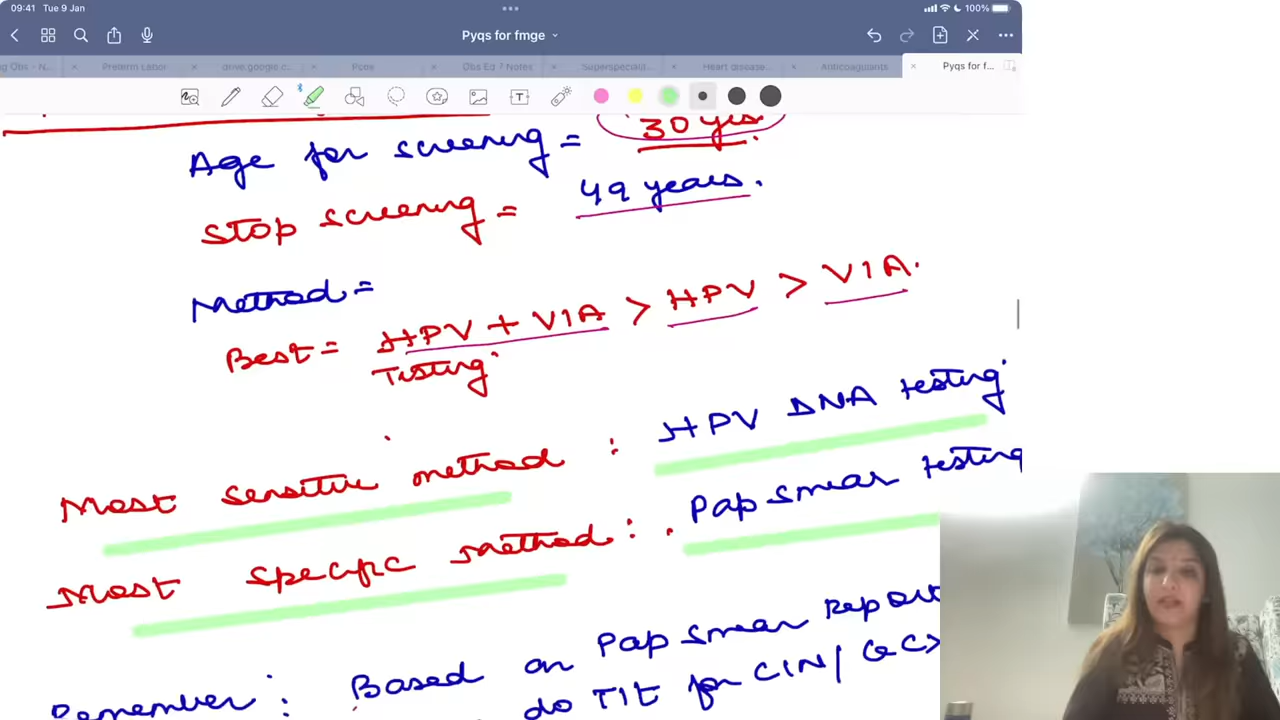 09:41 Tue 9 Jan
100%
Pyqs for fmge
Preterm Labor
drive.google c...
Pcos
Obs Ed 7 Notes
Superspecialit...
Heart disease...
Anticoagulants
Pyqs for f...
Age for screening = 30 yrs.
Stop screening = 49 years.
Method =
Best = HPV + VIA > HPV > VIA.
Testing
Most sensitive method : HPV DNA testing
Most specific method : Pap smear testing
Remember : Based on Pap smear Report
do TIt for CIN/